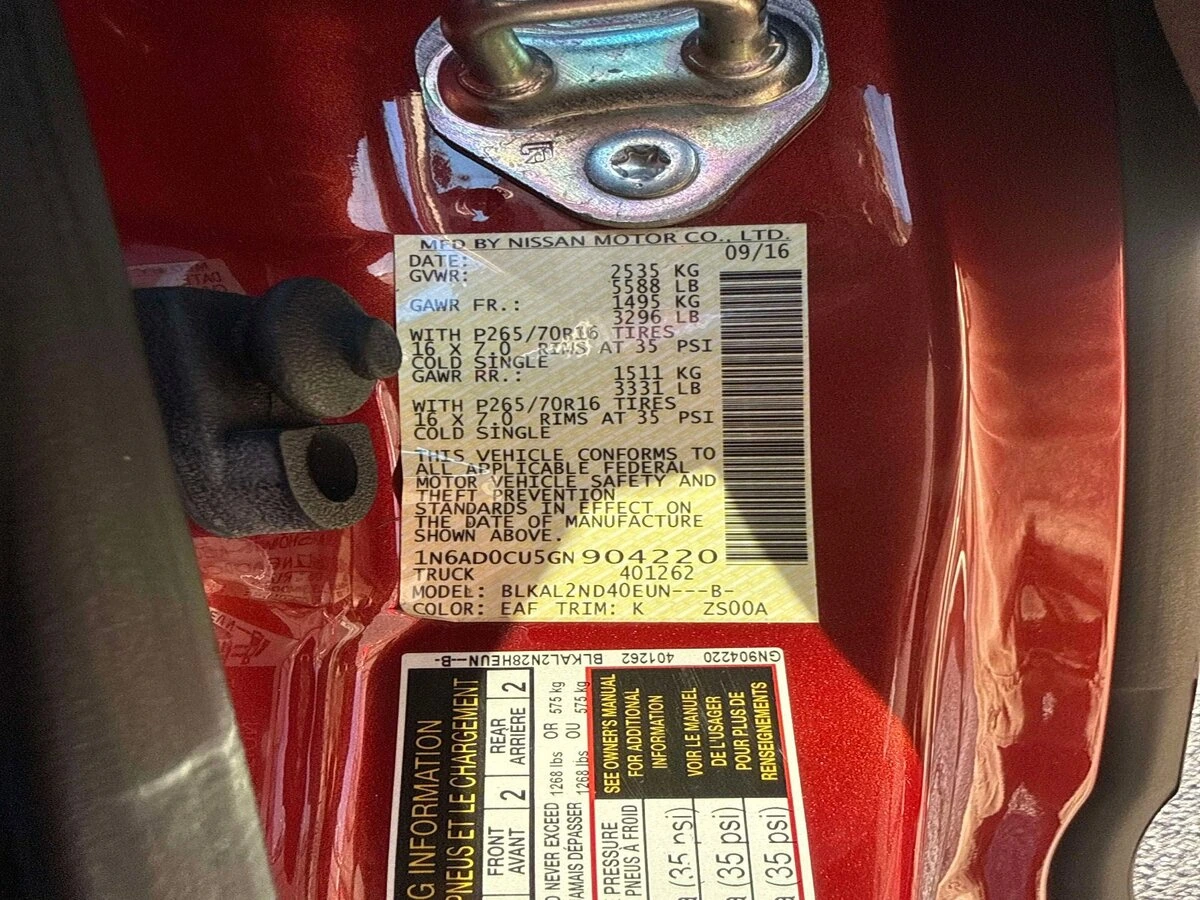 MFD BY NISSAN MOTOR CO., LTD.
DATE: 09/16
GVWR: 2535 KG
5588 LB
GAWR FR.: 1495 KG
3296 LB
WITH P265/70R16 TIRES
16 X 7.0 RIMS AT 35 PSI
COLD SINGLE
GAWR RR.: 1511 KG
3331 LB
WITH P265/70R16 TIRES
16 X 7.0 RIMS AT 35 PSI
COLD SINGLE
THIS VEHICLE CONFORMS TO
ALL APPLICABLE FEDERAL
MOTOR VEHICLE SAFETY AND
THEFT PREVENTION
STANDARDS IN EFFECT ON
THE DATE OF MANUFACTURE
SHOWN ABOVE.
1N6AD0CU5GN904220
TRUCK 401262
MODEL: BLKAL2ND40EUN---B-
COLOR: EAF TRIM: K ZS00A
GN904220 401262 BLKAL2N28HEUN--B-
G INFORMATION
PNEUS ET LE CHARGEMENT
FRONT 2 REAR 2
AVANT ARRIERE
NEVER EXCEED 1268 lbs OR 575 kg
AMAIS DÉPASSER 1268 lbs OU 575 kg
PRESSURE
PNEUS À FROID
(35 psi)
(35 psi)
(35 psi)
SEE OWNER'S MANUAL
FOR ADDITIONAL
INFORMATION
VOIR LE MANUEL
DE L'USAGER
POUR PLUS DE
RENSEIGNEMENTS